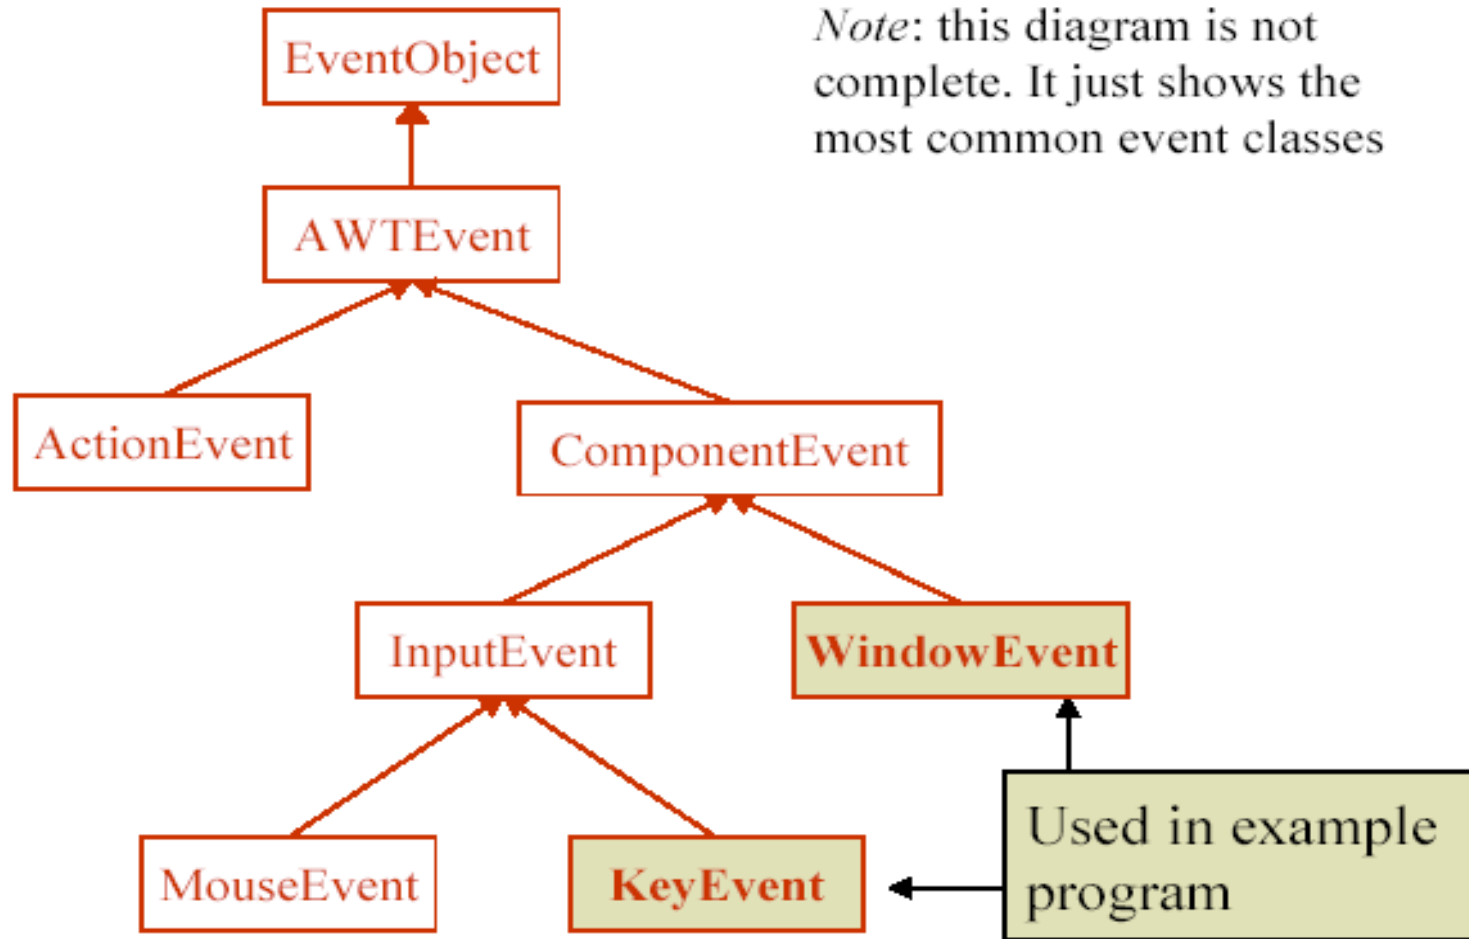 EventObject
Note: this diagram is not
complete. It just shows the
most common event classes
AWTEvent
ActionEvent
ComponentEvent
InputEvent
WindowEvent
MouseEvent
KeyEvent
Used in example
program